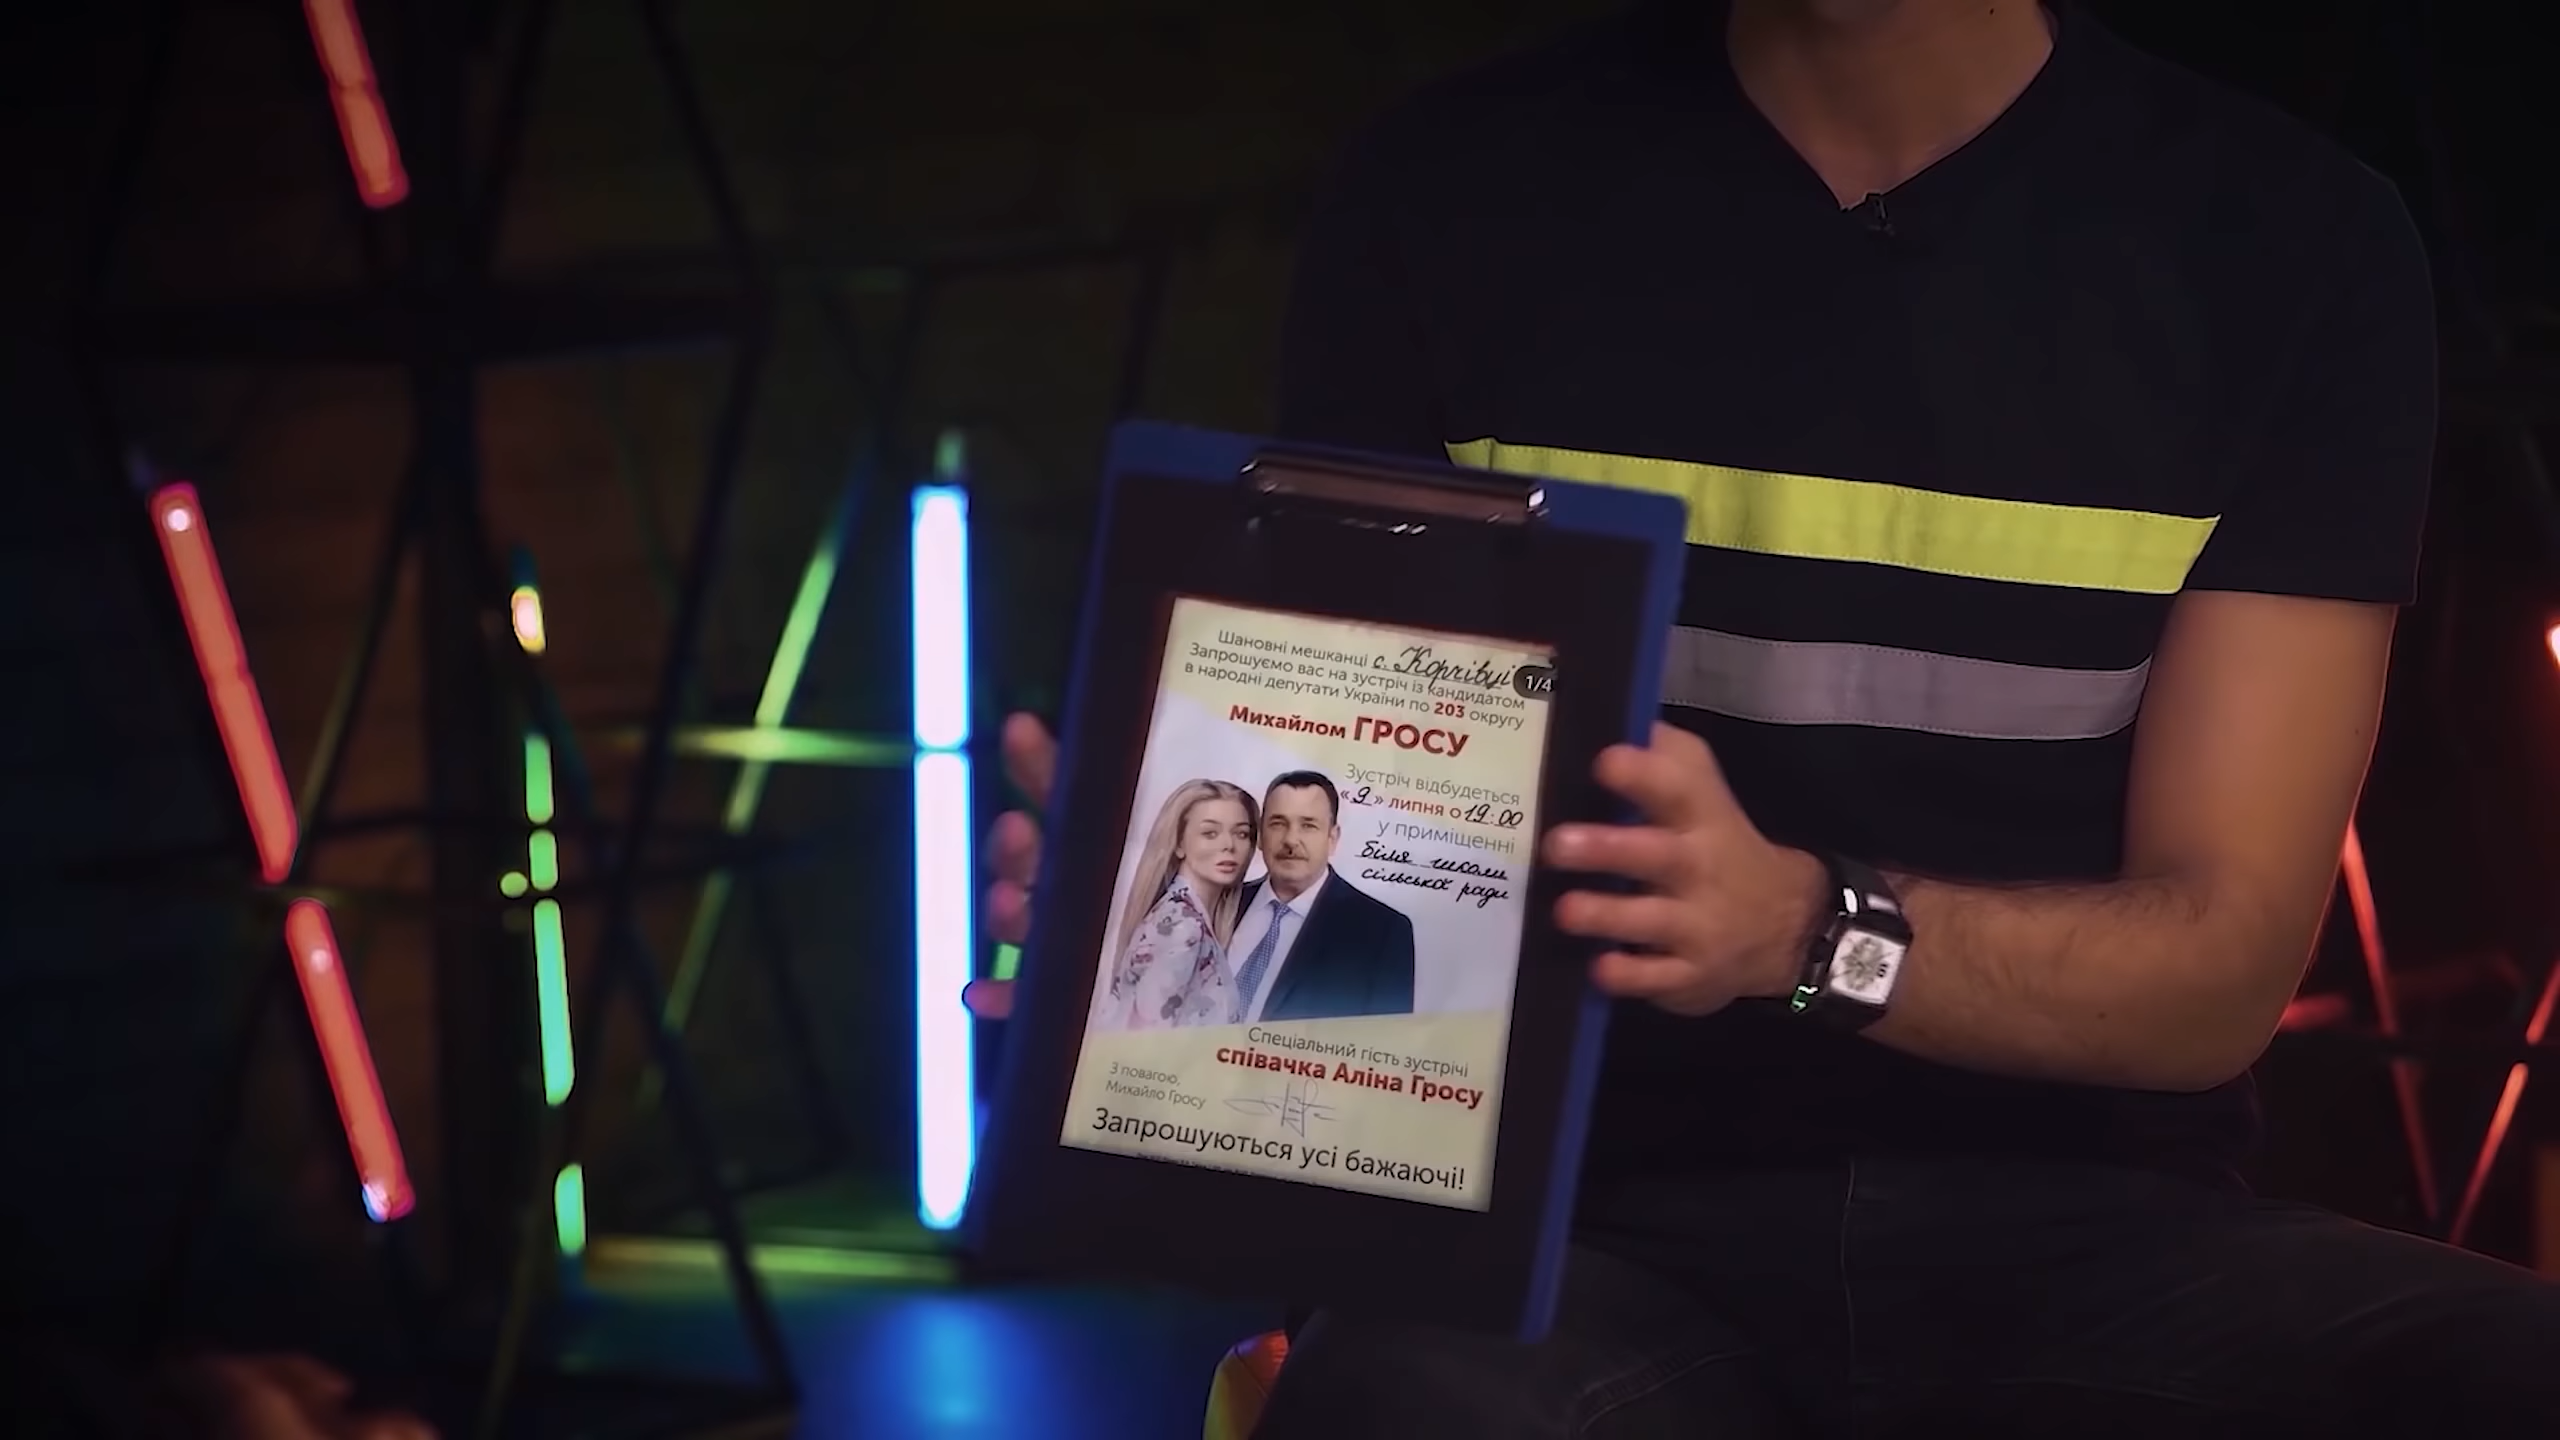 Шановні мешканці с. Корчівці
1/4
Запрошуємо вас на зустріч із кандидатом
в народні депутати України по 203 округу
Михайлом ГРОСУ
Зустріч відбудеться
«9» липня о 19:00
у приміщенні
біля школи
сільської ради
Спеціальний гість зустрічі
співачка Аліна Гросу
З повагою,
Михайло Гросу
Запрошуються усі бажаючі!